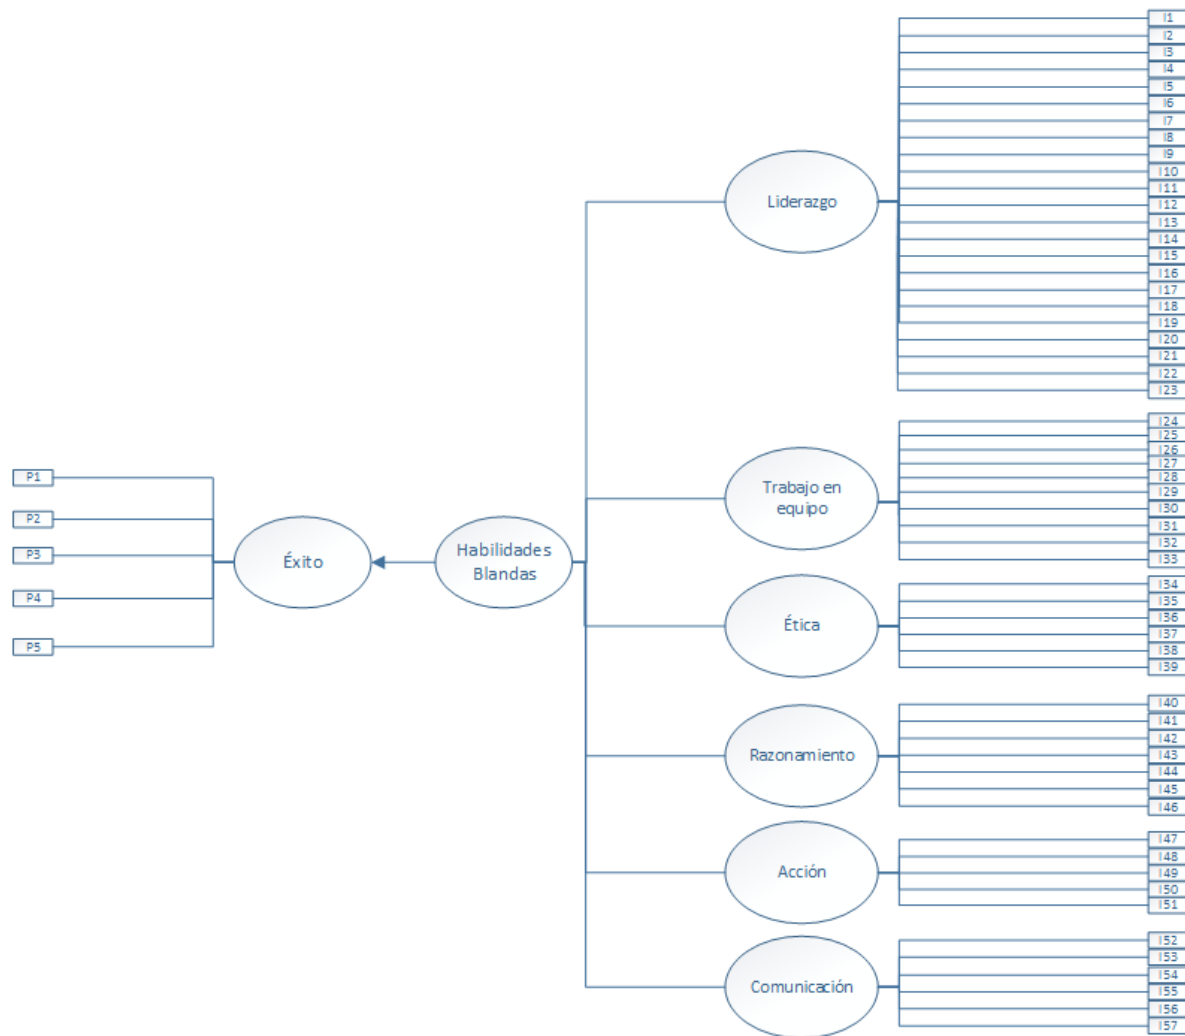 I1
I2
I3
I4
I5
I6
I7
I8
I9
I10
I11
I12
I13
I14
I15
I16
I17
I18
I19
I20
I21
I22
I23
Liderazgo
I24
I25
I26
I27
I28
I29
I30
I31
I32
I33
Trabajo en
equipo
P1
P2
P3
P4
P5
Éxito
Habilidades
Blandas
I34
I35
I36
I37
I38
I39
Ética
I40
I41
I42
I43
I44
I45
I46
Razonamiento
I47
I48
I49
I50
I51
Acción
I52
I53
I54
I55
I56
I57
Comunicación